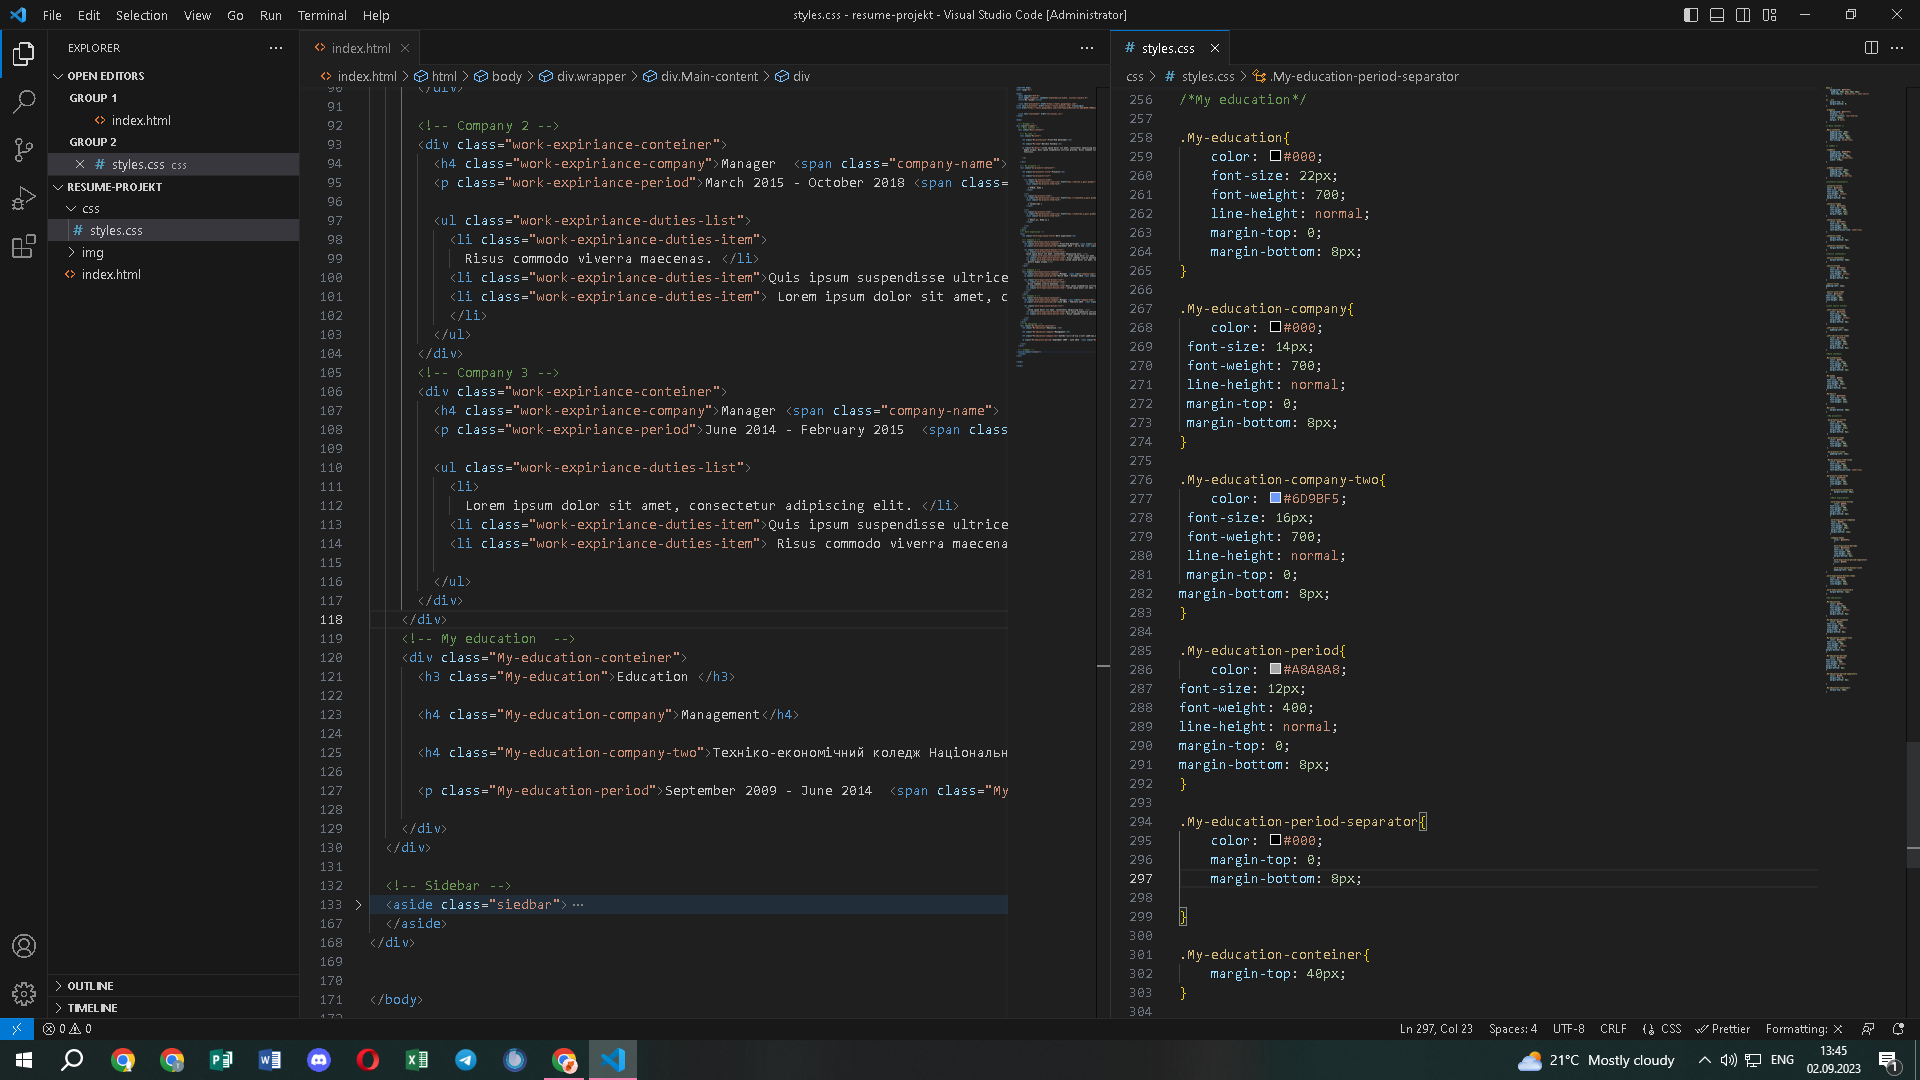 File Edit Selection View Go Run Terminal Help
styles.css - resume-projekt - Visual Studio Code [Administrator]
EXPLORER
OPEN EDITORS
GROUP 1
index.html
GROUP 2
styles.css css
RESUME-PROJEKT
css
styles.css
img
index.html
OUTLINE
TIMELINE
index.html
index.html > html > body > div.wrapper > div.Main-content > div
90 </div>
91
92 <!-- Company 2 -->
93 <div class="work-expiriance-conteiner">
94 <h4 class="work-expiriance-company">Manager <span class="company-name">
95 <p class="work-expiriance-period">March 2015 - October 2018 <span class=
96
97 <ul class="work-expiriance-duties-list">
98 <li class="work-expiriance-duties-item">
99 Risus commodo viverra maecenas. </li>
100 <li class="work-expiriance-duties-item">Quis ipsum suspendisse ultrice
101 <li class="work-expiriance-duties-item"> Lorem ipsum dolor sit amet, c
102 </li>
103 </ul>
104 </div>
105 <!-- Company 3 -->
106 <div class="work-expiriance-conteiner">
107 <h4 class="work-expiriance-company">Manager <span class="company-name">
108 <p class="work-expiriance-period">June 2014 - February 2015 <span clas
109
110 <ul class="work-expiriance-duties-list">
111 <li>
112 Lorem ipsum dolor sit amet, consectetur adipiscing elit. </li>
113 <li class="work-expiriance-duties-item">Quis ipsum suspendisse ultrice
114 <li class="work-expiriance-duties-item"> Risus commodo viverra maecena
115
116 </ul>
117 </div>
118 </div>
119 <!-- My education -->
120 <div class="My-education-conteiner">
121 <h3 class="My-education">Education </h3>
122
123 <h4 class="My-education-company">Management</h4>
124
125 <h4 class="My-education-company-two">Техніко-економічний коледж Національн
126
127 <p class="My-education-period">September 2009 - June 2014 <span class="My
128
129 </div>
130 </div>
131
132 <!-- Sidebar -->
133 <aside class="siedbar"> ···
167 </aside>
168 </div>
169
170
171 </body>
172
styles.css
css > styles.css > .My-education-period-separator
256 /*My education*/
257
258 .My-education{
259 color: #000;
260 font-size: 22px;
261 font-weight: 700;
262 line-height: normal;
263 margin-top: 0;
264 margin-bottom: 8px;
265 }
266
267 .My-education-company{
268 color: #000;
269 font-size: 14px;
270 font-weight: 700;
271 line-height: normal;
272 margin-top: 0;
273 margin-bottom: 8px;
274 }
275
276 .My-education-company-two{
277 color: #6D9BF5;
278 font-size: 16px;
279 font-weight: 700;
280 line-height: normal;
281 margin-top: 0;
282 margin-bottom: 8px;
283 }
284
285 .My-education-period{
286 color: #A8A8A8;
287 font-size: 12px;
288 font-weight: 400;
289 line-height: normal;
290 margin-top: 0;
291 margin-bottom: 8px;
292 }
293
294 .My-education-period-separator{
295 color: #000;
296 margin-top: 0;
297 margin-bottom: 8px;
298
299 }
300
301 .My-education-conteiner{
302 margin-top: 40px;
303 }
304
0 0
Ln 297, Col 23 Spaces: 4 UTF-8 CRLF CSS Prettier Formatting: ×
21°C Mostly cloudy
ENG
13:45
02.09.2023
1